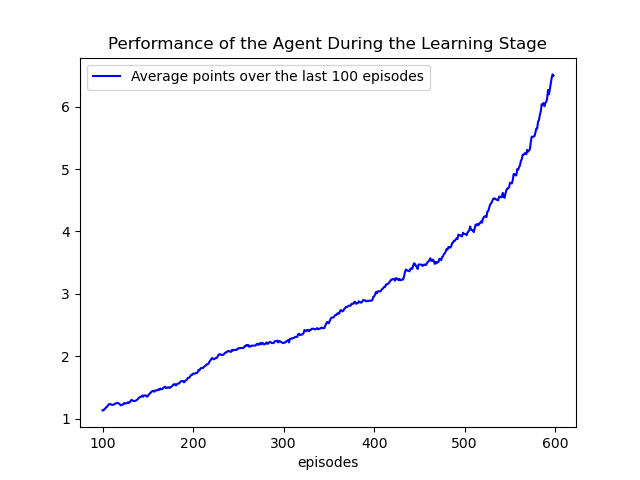 Performance of the Agent During the Learning Stage
Average points over the last 100 episodes
6
5
4
3
2
1
100 200 300 400 500 600
episodes